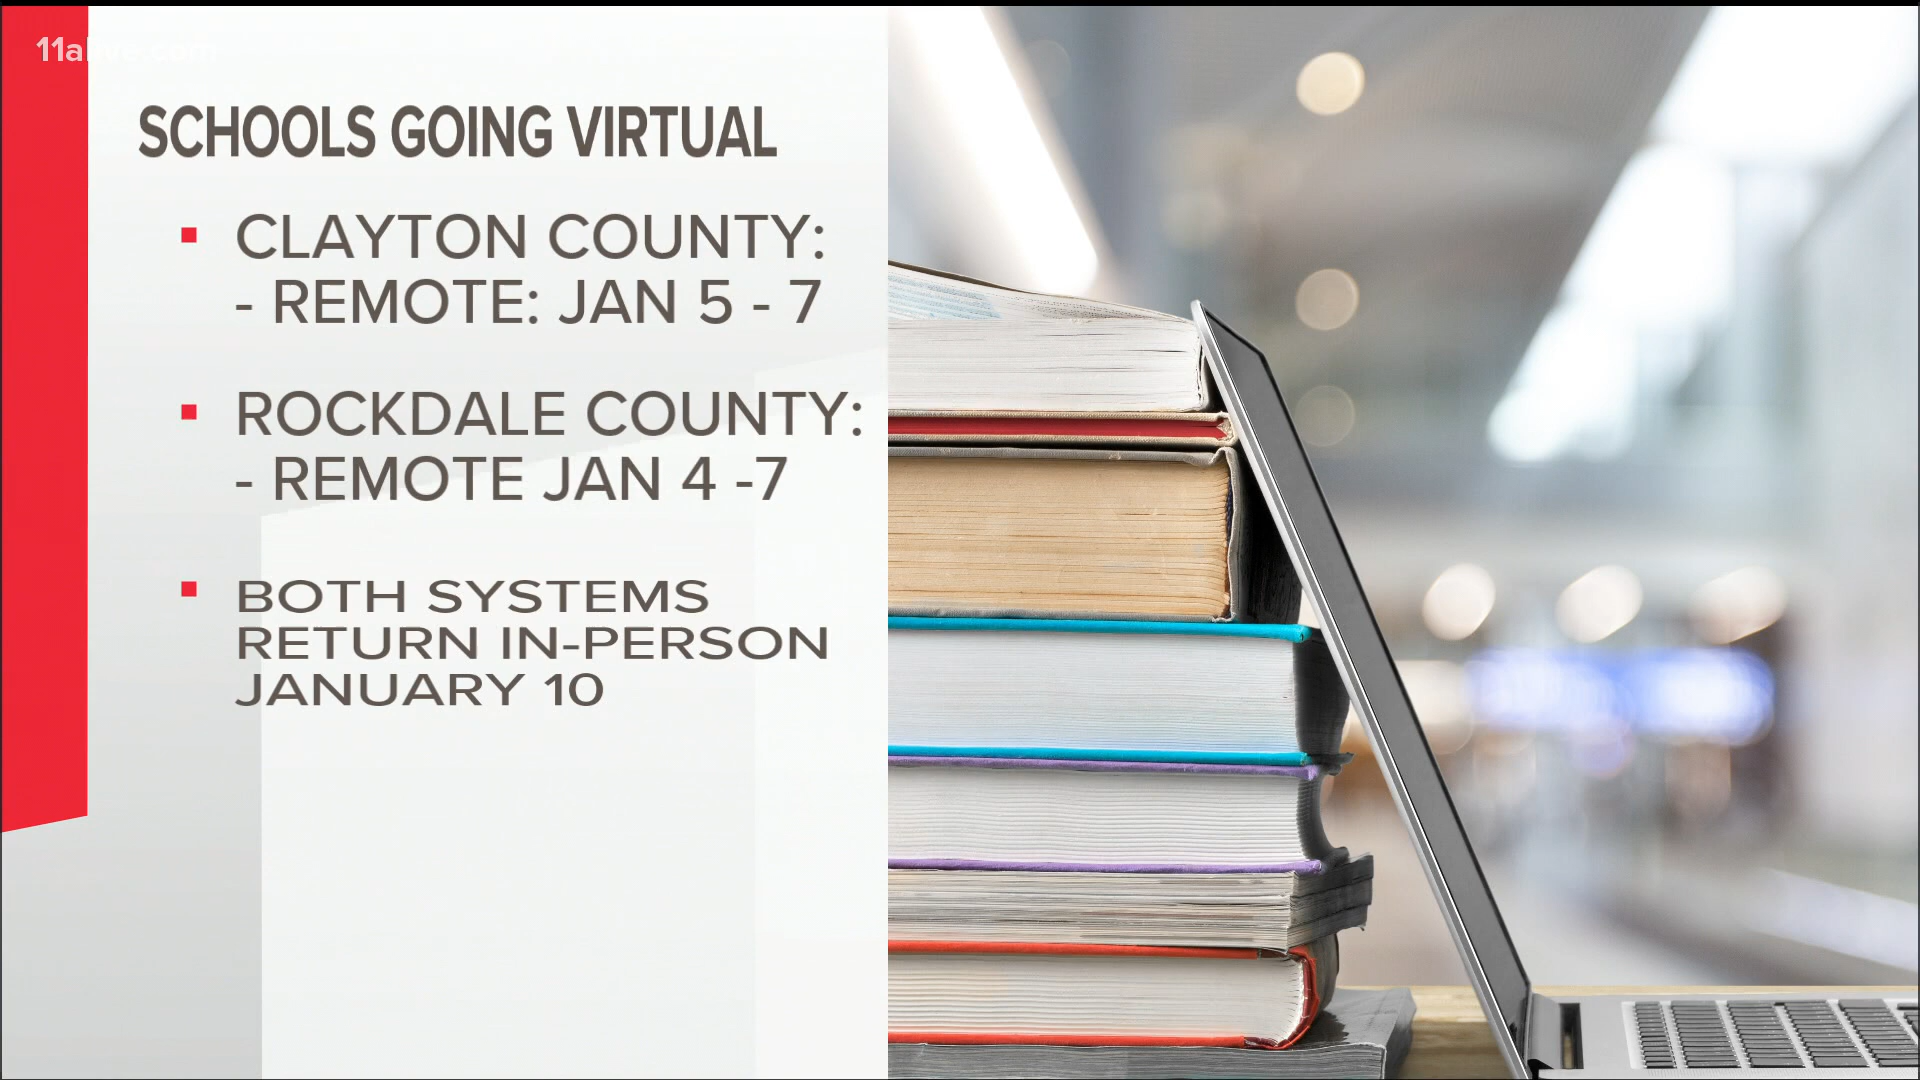 11alive.com
SCHOOLS GOING VIRTUAL
CLAYTON COUNTY:
- REMOTE: JAN 5 - 7
ROCKDALE COUNTY:
- REMOTE JAN 4 -7
BOTH SYSTEMS
RETURN IN-PERSON
JANUARY 10